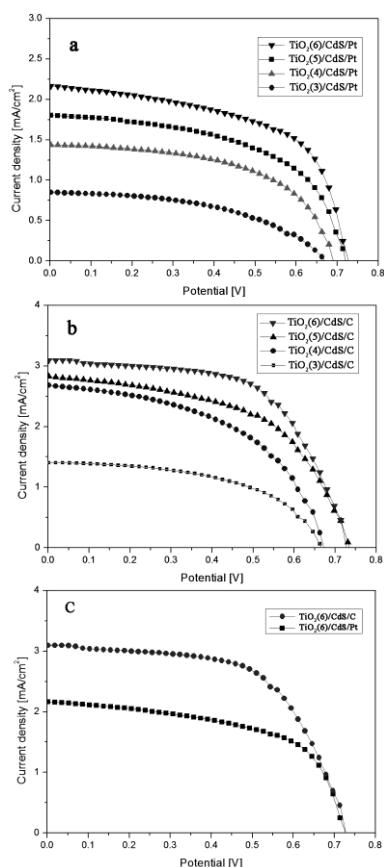 a
TiO2(6)/CdS/Pt
TiO2(5)/CdS/Pt
TiO2(4)/CdS/Pt
TiO2(3)/CdS/Pt
Current density [mA/cm2]
3.0
2.5
2.0
1.5
1.0
0.5
0.0
0.0 0.1 0.2 0.3 0.4 0.5 0.6 0.7 0.8
Potential [V]
b
TiO2(6)/CdS/C
TiO2(5)/CdS/C
TiO2(4)/CdS/C
TiO2(3)/CdS/C
Current density [mA/cm2]
4
3
2
1
0
0.0 0.1 0.2 0.3 0.4 0.5 0.6 0.7 0.8
Potential [V]
C
TiO2(6)/CdS/C
TiO2(6)/CdS/Pt
Current density [mA/cm2]
4
3
2
1
0
0.0 0.1 0.2 0.3 0.4 0.5 0.6 0.7 0.8
Potential [V]